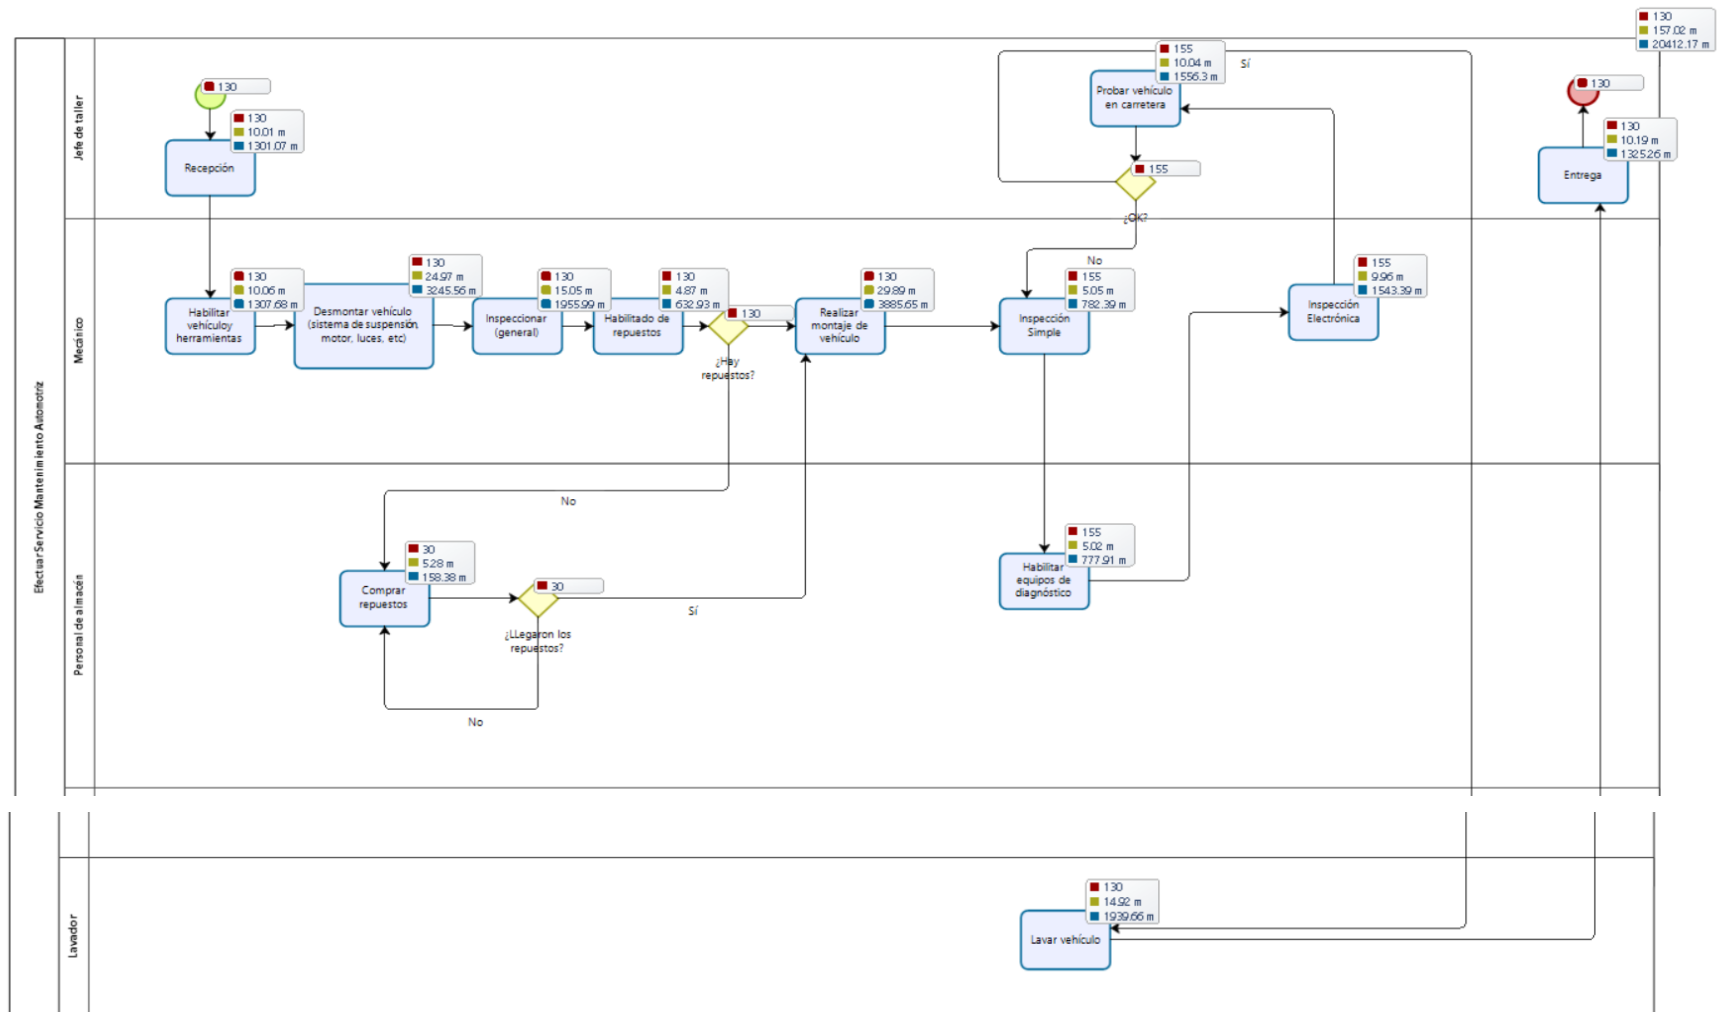 130
157.02 m
20412.17 m
Efectuar Servicio Mantenimiento Automotriz
Jefe de taller
130
130
10.01 m
1301.07 m
Recepción
155
10.04 m
1556.3 m
Probar vehículo
en carretera
Sí
155
¿OK?
No
130
130
10.19 m
1325.26 m
Entrega
Mecánico
130
10.06 m
1307.68 m
Habilitar
vehículoy
herramientas
130
24.97 m
3245.56 m
Desmontar vehículo
(sistema de suspensión,
motor, luces, etc)
130
15.05 m
1955.99 m
Inspeccionar
(general)
130
4.87 m
632.93 m
Habilitado de
repuestos
130
¿Hay
repuestos?
130
29.89 m
3885.65 m
Realizar
montaje de
vehículo
155
5.05 m
782.39 m
Inspección
Simple
155
9.96 m
1543.39 m
Inspección
Electrónica
Personal de almacén
No
30
5.28 m
158.38 m
Comprar
repuestos
30
¿LLegaron los
repuestos?
Sí
No
155
5.02 m
777.91 m
Habilitar
equipos de
diagnóstico
Lavador
130
14.92 m
1939.66 m
Lavar vehículo